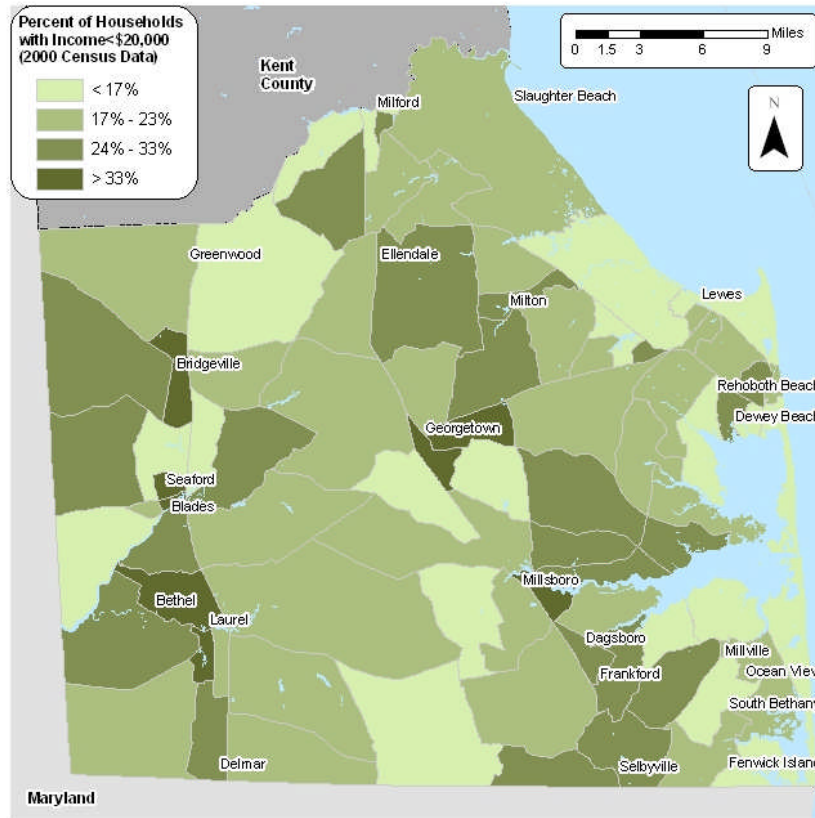 Percent of Households
with Income<$20,000
(2000 Census Data)
< 17%
17% - 23%
24% - 33%
> 33%
Miles
0 1.5 3 6 9
N
Kent
County
Milford
Slaughter Beach
Greenwood
Ellendale
Milton
Lewes
Bridgeville
Rehoboth Beach
Dewey Beach
Georgetown
Seaford
Blades
Millsboro
Bethel
Laurel
Dagsboro
Millville
Frankford
Ocean View
South Bethany
Delmar
Selbyville
Fenwick Island
Maryland